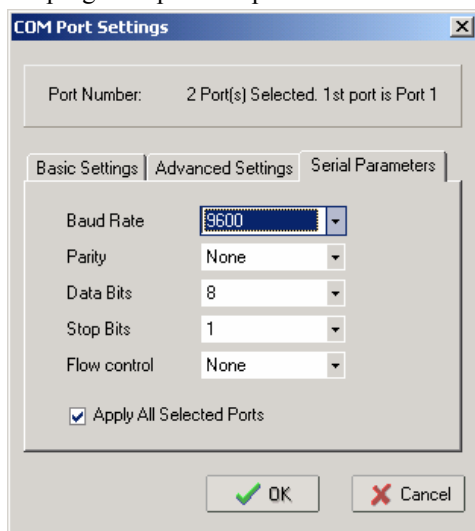 COM Port Settings
Port Number: 2 Port(s) Selected. 1st port is Port 1
Basic Settings Advanced Settings Serial Parameters
Baud Rate 9600
Parity None
Data Bits 8
Stop Bits 1
Flow control None
Apply All Selected Ports
OK Cancel